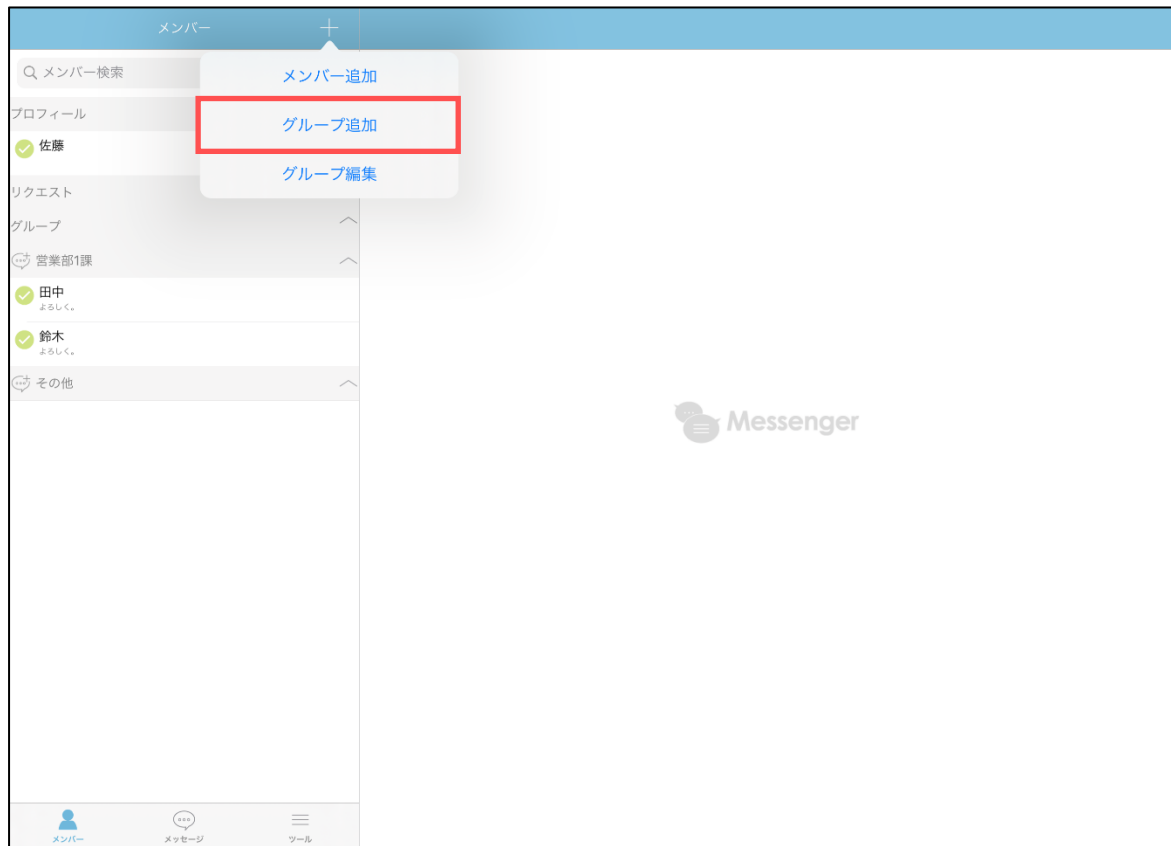 メンバー
メンバー検索
メンバー追加
グループ追加
グループ編集
プロフィール
佐藤
リクエスト
グループ
営業部1課
田中
よろしく。
鈴木
よろしく。
その他
Messenger
メンバー
メッセージ
ツール